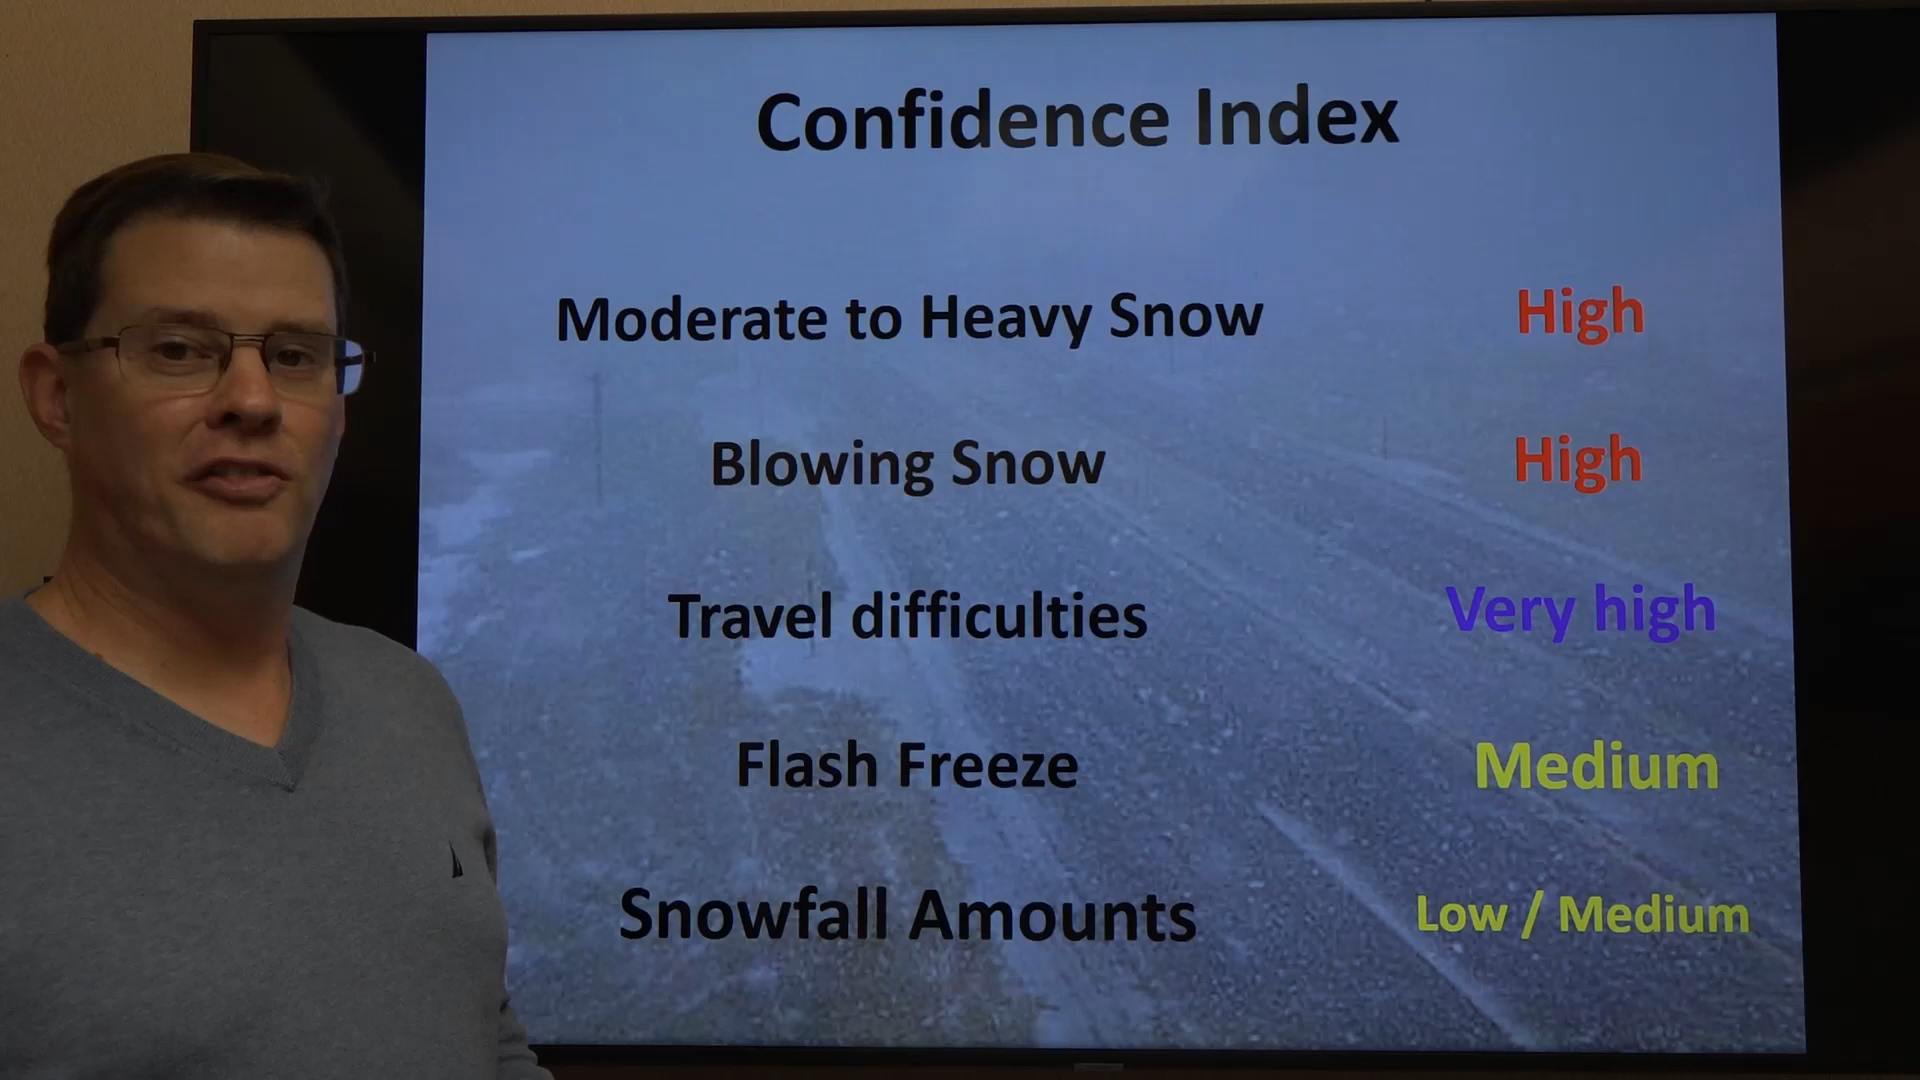 Confidence Index
Moderate to Heavy Snow High
Blowing Snow High
Travel difficulties Very high
Flash Freeze Medium
Snowfall Amounts Low / Medium